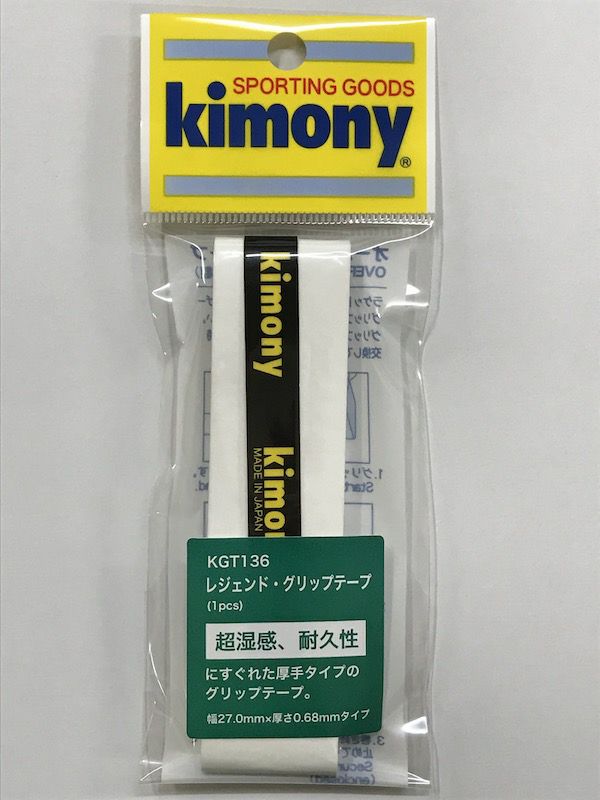 SPORTING GOODS
kimony®
kimony
kimony
MADE IN JAPAN
KGT136
レジェンド・グリップテープ
(1pcs)
超湿感、耐久性
にすぐれた厚手タイプの
グリップテープ。
幅27.0mm×厚さ0.68mmタイプ